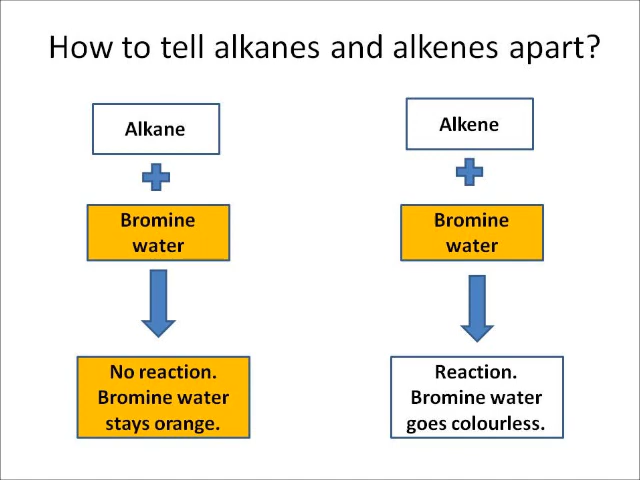 How to tell alkanes and alkenes apart?
Alkane
Bromine
water
No reaction.
Bromine water
stays orange.
Alkene
Bromine
water
Reaction.
Bromine water
goes colourless.